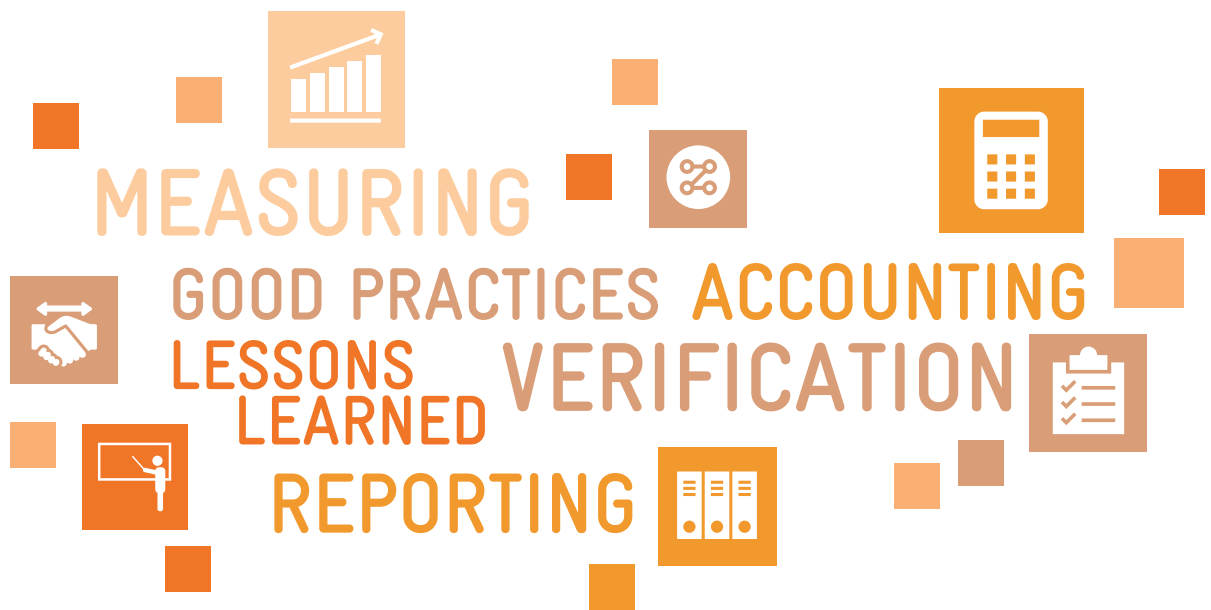 MEASURING
GOOD PRACTICES
ACCOUNTING
LESSONS
LEARNED
VERIFICATION
REPORTING